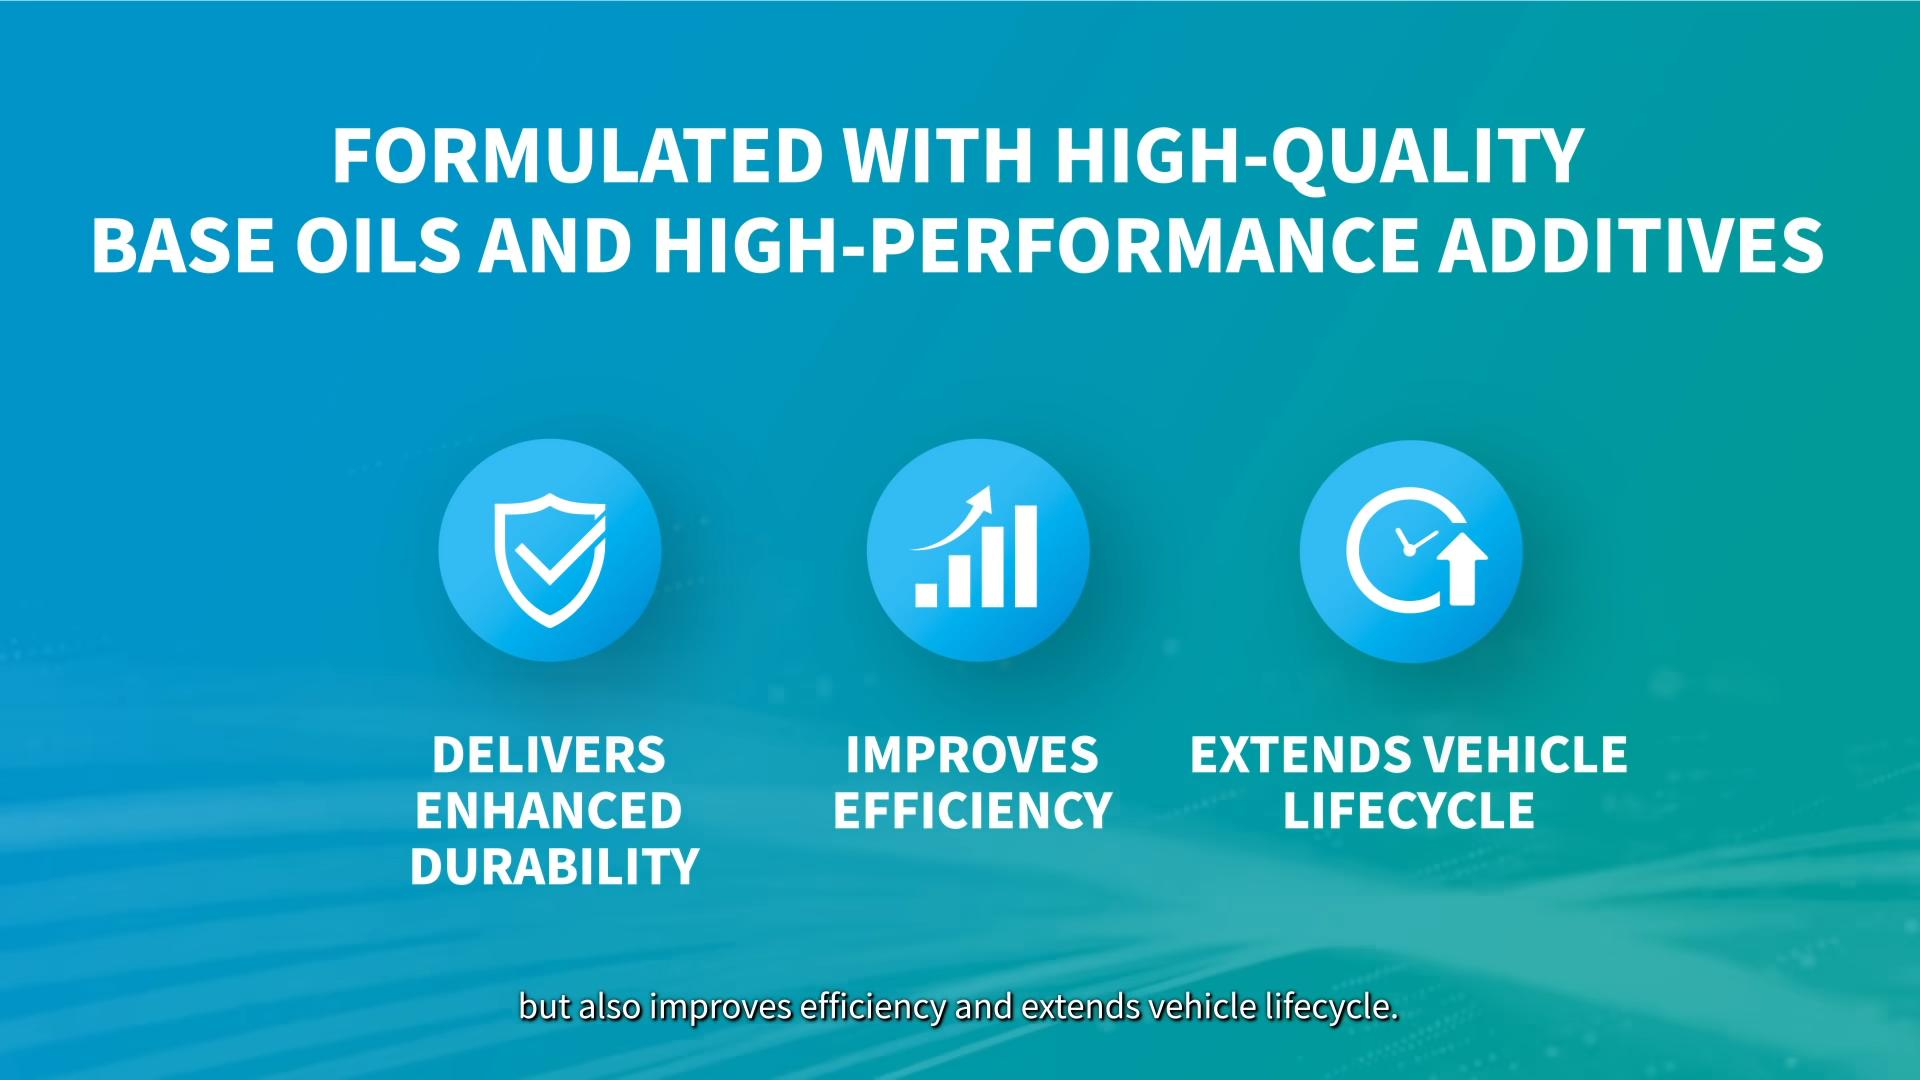 FORMULATED WITH HIGH-QUALITY
BASE OILS AND HIGH-PERFORMANCE ADDITIVES
DELIVERS
ENHANCED
DURABILITY
IMPROVES
EFFICIENCY
EXTENDS VEHICLE
LIFECYCLE
but also improves efficiency and extends vehicle lifecycle.